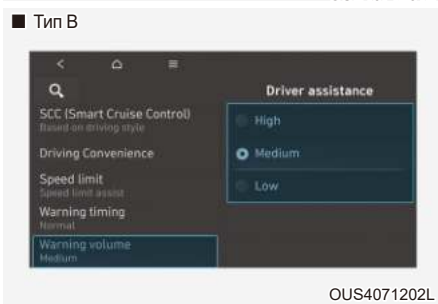 Тип B
Driver assistance
SCC (Smart Cruise Control)
Based on driving style
Driving Convenience
Speed limit
Speed limit assist
Warning timing
Normal
Warning volume
Medium
High
Medium
Low
OUS4071202L